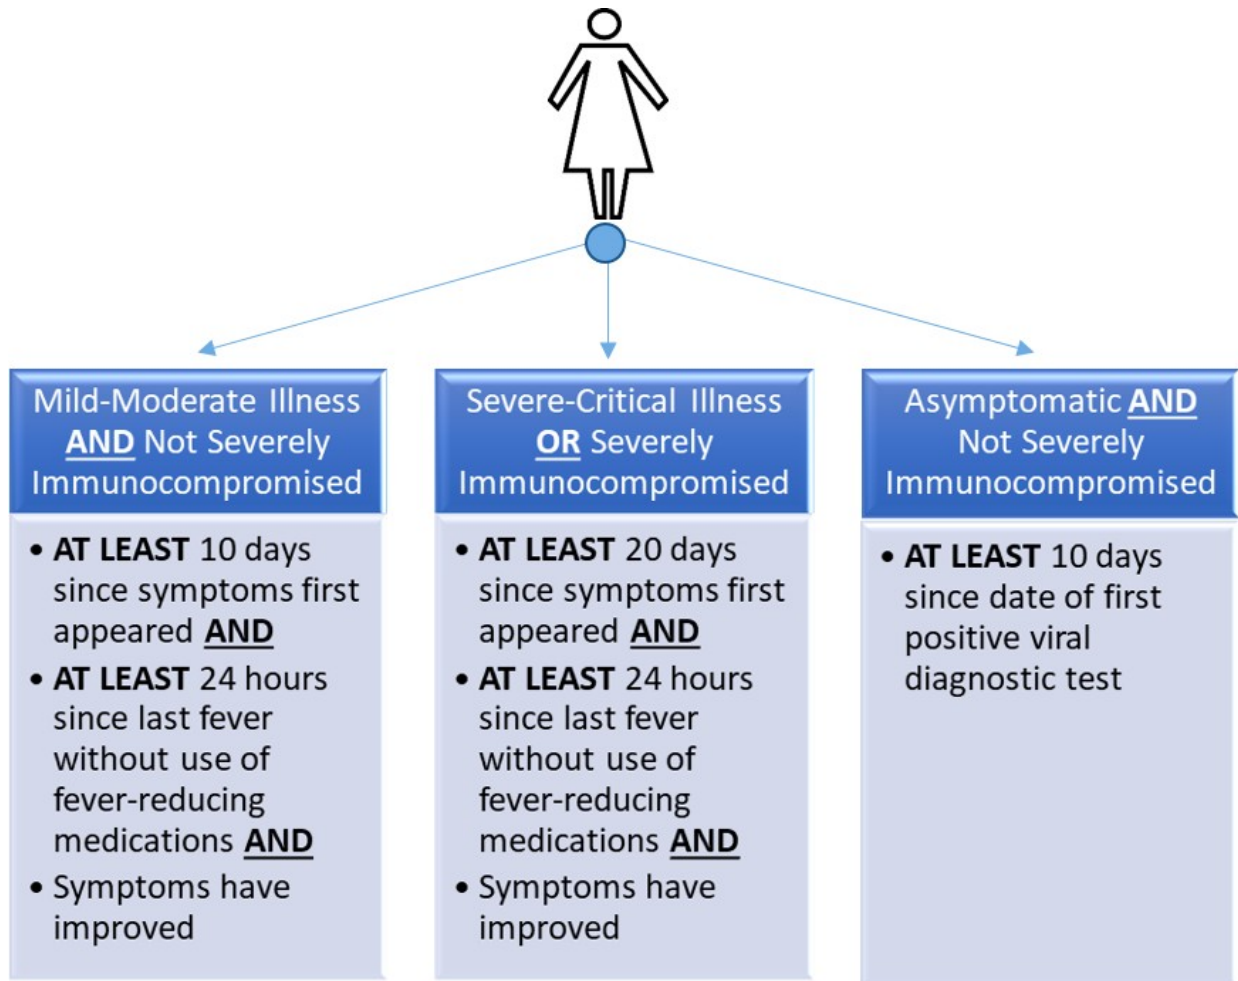 Mild-Moderate Illness
AND Not Severely
Immunocompromised
• AT LEAST 10 days
since symptoms first
appeared AND
• AT LEAST 24 hours
since last fever
without use of
fever-reducing
medications AND
• Symptoms have
improved
Severe-Critical Illness
OR Severely
Immunocompromised
• AT LEAST 20 days
since symptoms first
appeared AND
• AT LEAST 24 hours
since last fever
without use of
fever-reducing
medications AND
• Symptoms have
improved
Asymptomatic AND
Not Severely
Immunocompromised
• AT LEAST 10 days
since date of first
positive viral
diagnostic test